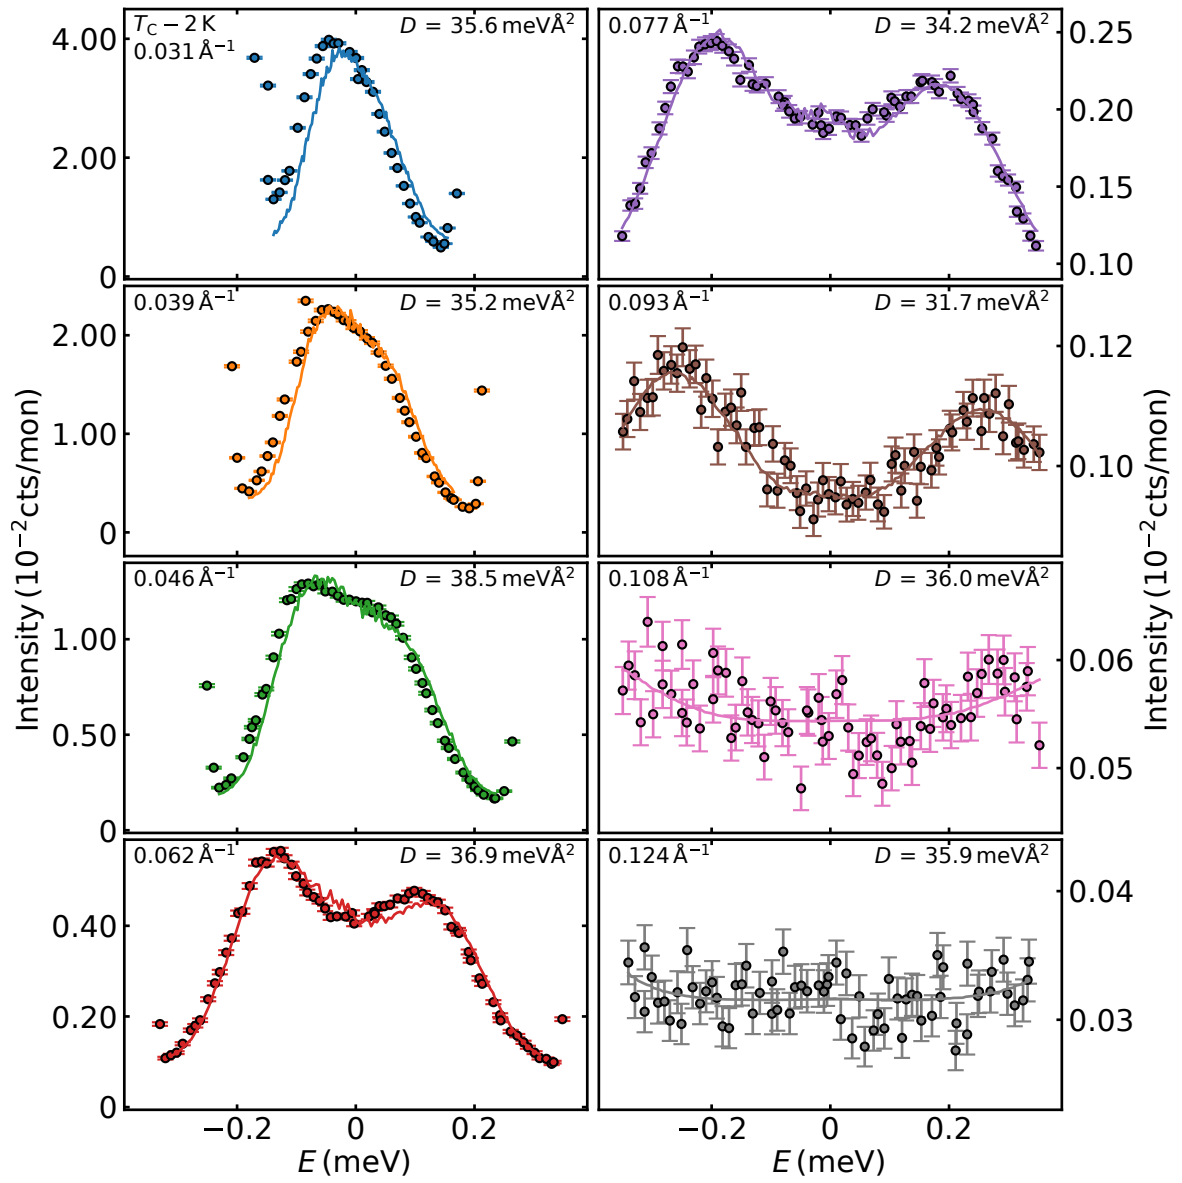 T_C − 2 K
0.031 Å⁻¹
D = 35.6 meVÅ²
4.00
2.00
0
0.039 Å⁻¹
D = 35.2 meVÅ²
2.00
1.00
0
0.046 Å⁻¹
D = 38.5 meVÅ²
1.00
0.50
0
0.062 Å⁻¹
D = 36.9 meVÅ²
0.40
0.20
0
−0.2
0
0.2
E (meV)
Intensity (10⁻²cts/mon)
0.077 Å⁻¹
D = 34.2 meVÅ²
0.25
0.20
0.15
0.10
0.093 Å⁻¹
D = 31.7 meVÅ²
0.12
0.10
0.108 Å⁻¹
D = 36.0 meVÅ²
0.06
0.05
0.124 Å⁻¹
D = 35.9 meVÅ²
0.04
0.03
−0.2
0
0.2
E (meV)
Intensity (10⁻²cts/mon)